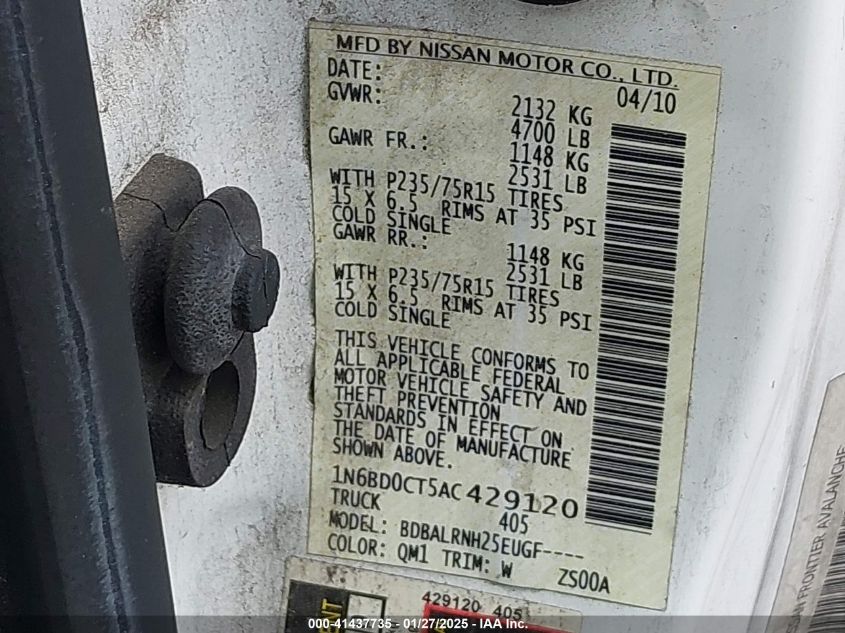 MFD BY NISSAN MOTOR CO., LTD.
DATE: 04/10
GVWR: 2132 KG
4700 LB
GAWR FR.: 1148 KG
2531 LB
WITH P235/75R15 TIRES
15 X 6.5 RIMS AT 35 PSI
COLD SINGLE
GAWR RR.: 1148 KG
2531 LB
WITH P235/75R15 TIRES
15 X 6.5 RIMS AT 35 PSI
COLD SINGLE
THIS VEHICLE CONFORMS TO
ALL APPLICABLE FEDERAL
MOTOR VEHICLE SAFETY AND
THEFT PREVENTION
STANDARDS IN EFFECT ON
THE DATE OF MANUFACTURE
SHOWN ABOVE.
1N6BD0CT5AC429120
TRUCK 405
MODEL: BDBALRNH25EUGF----
COLOR: QM1 TRIM: W ZS00A
429120 405
FRONTIER AVALANCHE
000-41437735 - 01/27/2025 - IAA Inc.